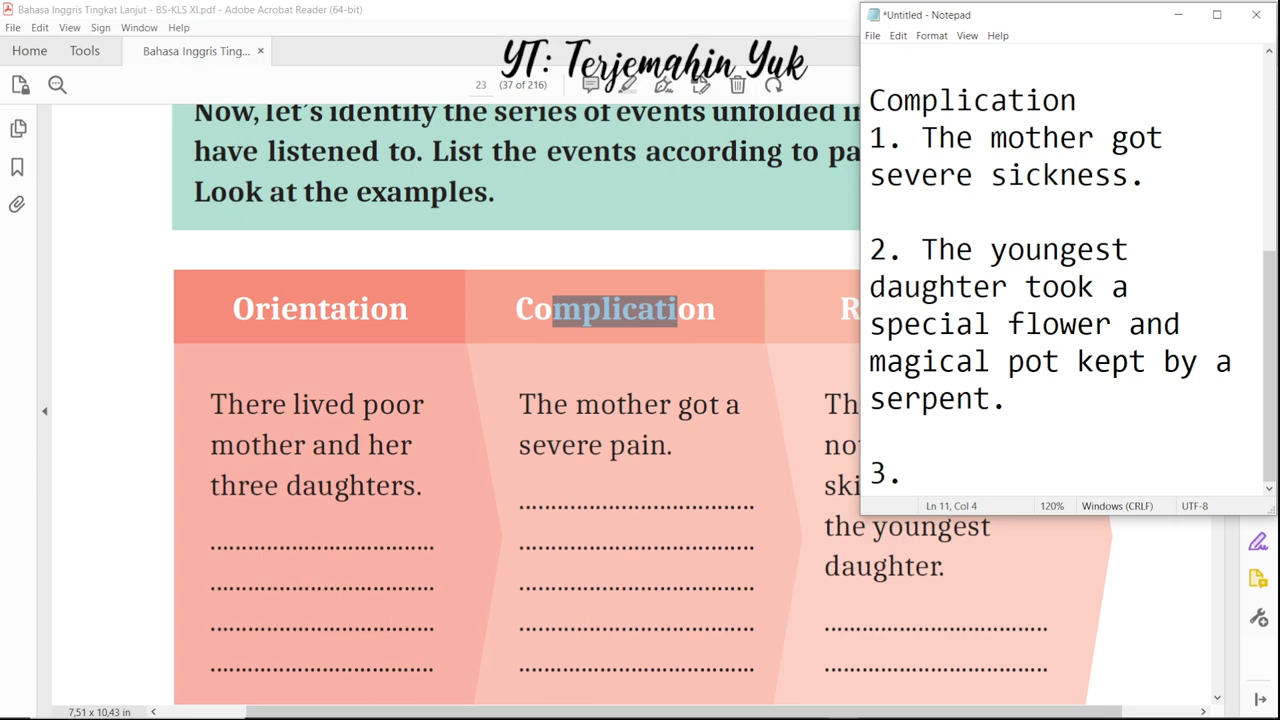 Bahasa Inggris Tingkat Lanjut - BS-KLS XI.pdf - Adobe Acrobat Reader (64-bit)
File Edit View Sign Window Help
Home Tools Bahasa Inggris Ting... ×
YT: Terjemahin Yuk
23 (37 of 216)
Now, let's identify the series of events unfolded i
have listened to. List the events according to pa
Look at the examples.
Orientation Complication R
There lived poor
mother and her
three daughters.
The mother got a
severe pain.
Th
no
ski
the youngest
daughter.
7,51 x 10,43 in
*Untitled - Notepad
File Edit Format View Help
Complication
1. The mother got
severe sickness.
2. The youngest
daughter took a
special flower and
magical pot kept by a
serpent.
3.
Ln 11, Col 4 120% Windows (CRLF) UTF-8